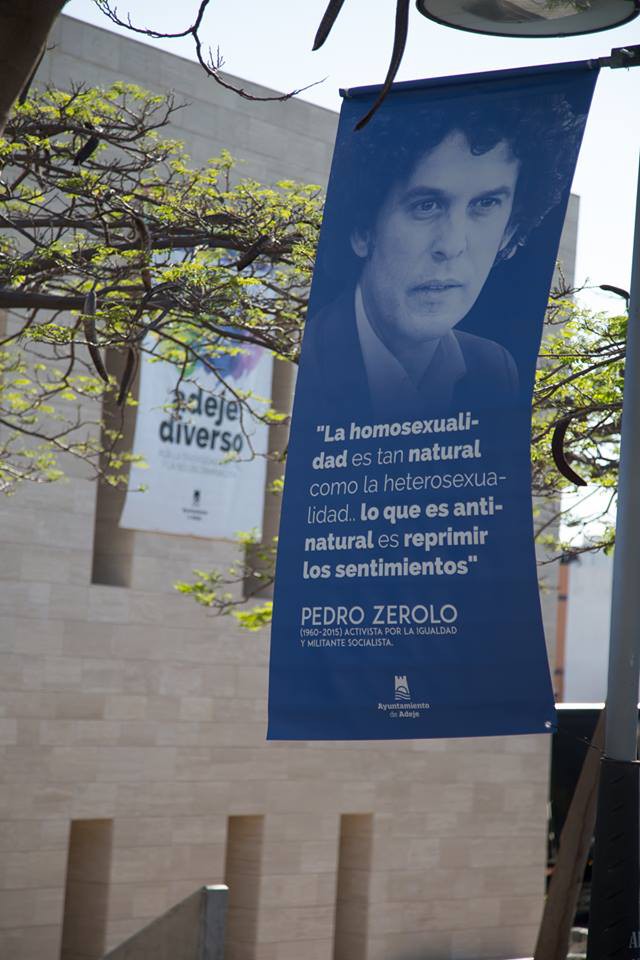 "La homosexuali-
dad es tan natural
como la heterosexua-
lidad.. lo que es anti-
natural es reprimir
los sentimientos"
PEDRO ZEROLO
(1960-2015) ACTIVISTA POR LA IGUALDAD
Y MILITANTE SOCIALISTA.
Ayuntamiento
de Adeje
adeje
diverso